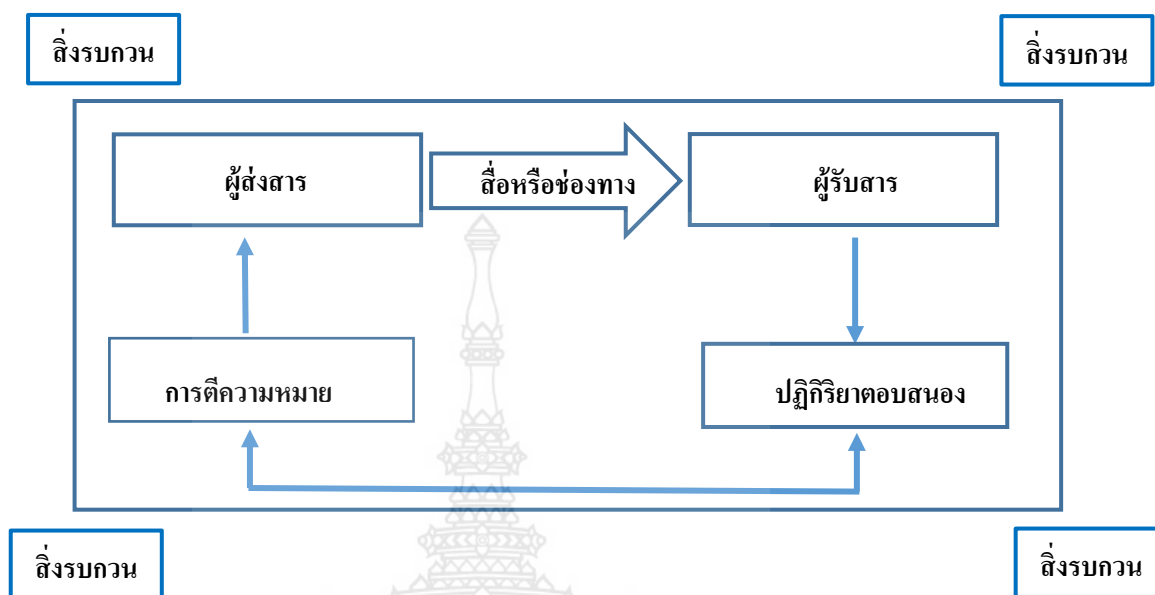 สิ่งรบกวน
สิ่งรบกวน
ผู้ส่งสาร
สื่อหรือช่องทาง
ผู้รับสาร
การตีความหมาย
ปฏิกิริยาตอบสนอง
สิ่งรบกวน
สิ่งรบกวน